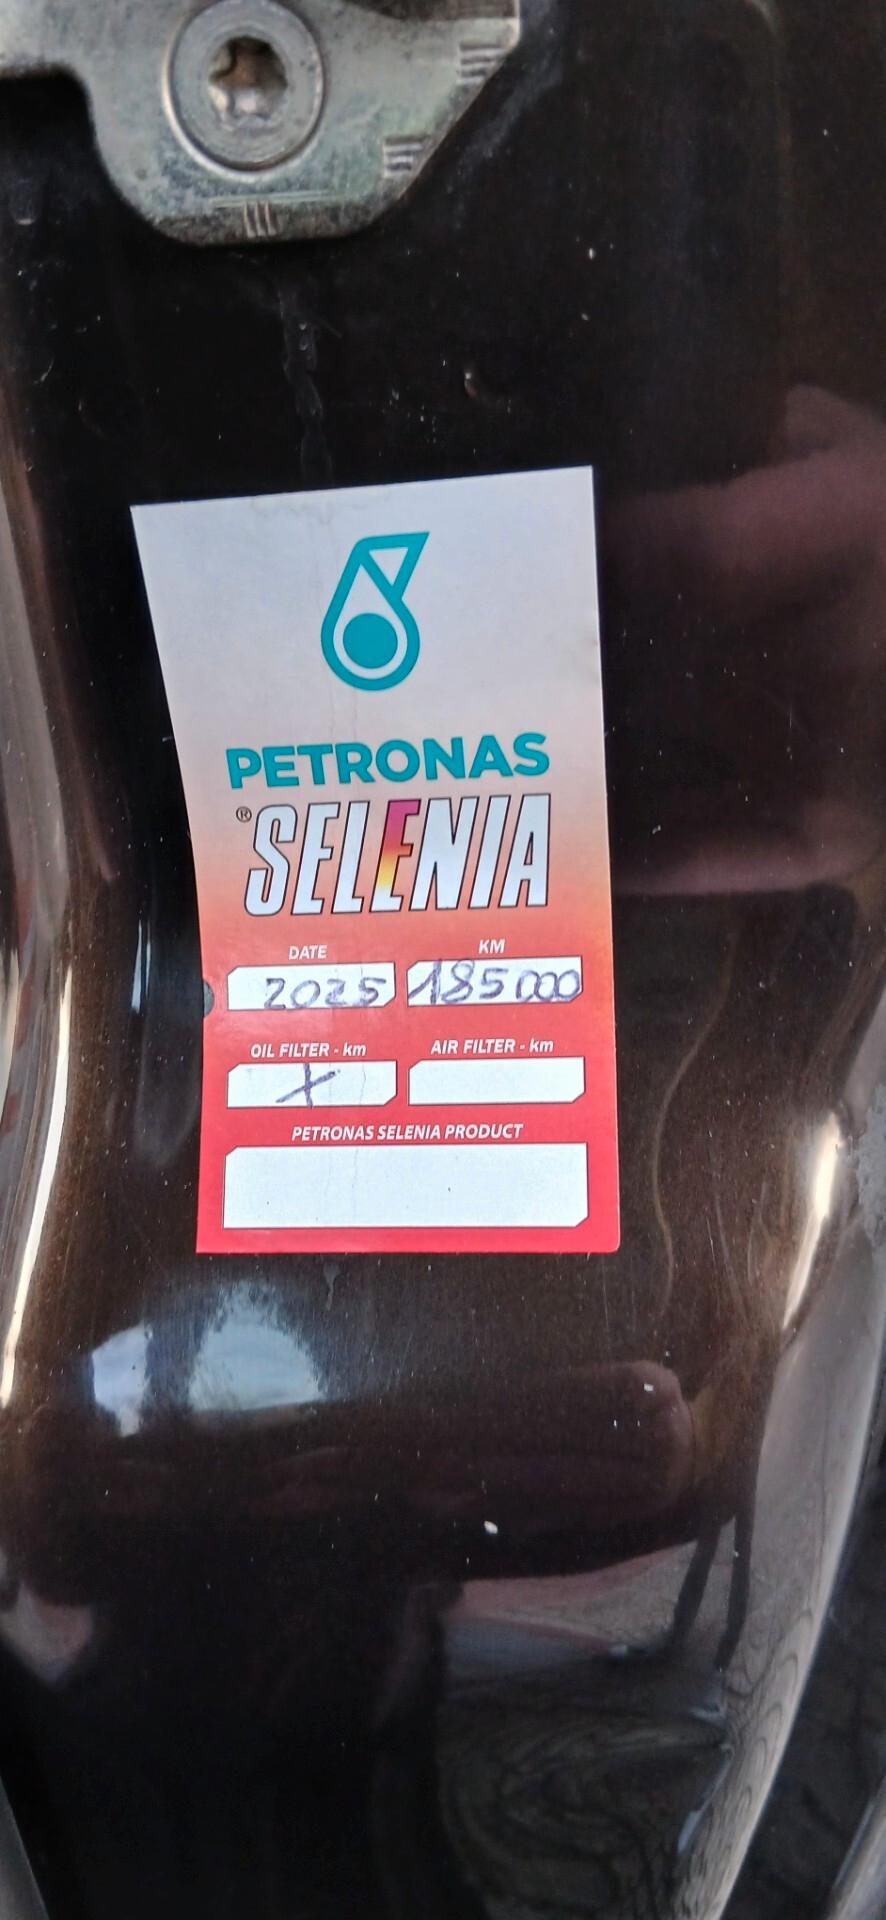 PETRONAS
® SELENIA
DATE KM
2025 185000
OIL FILTER - km AIR FILTER - km
X
PETRONAS SELENIA PRODUCT